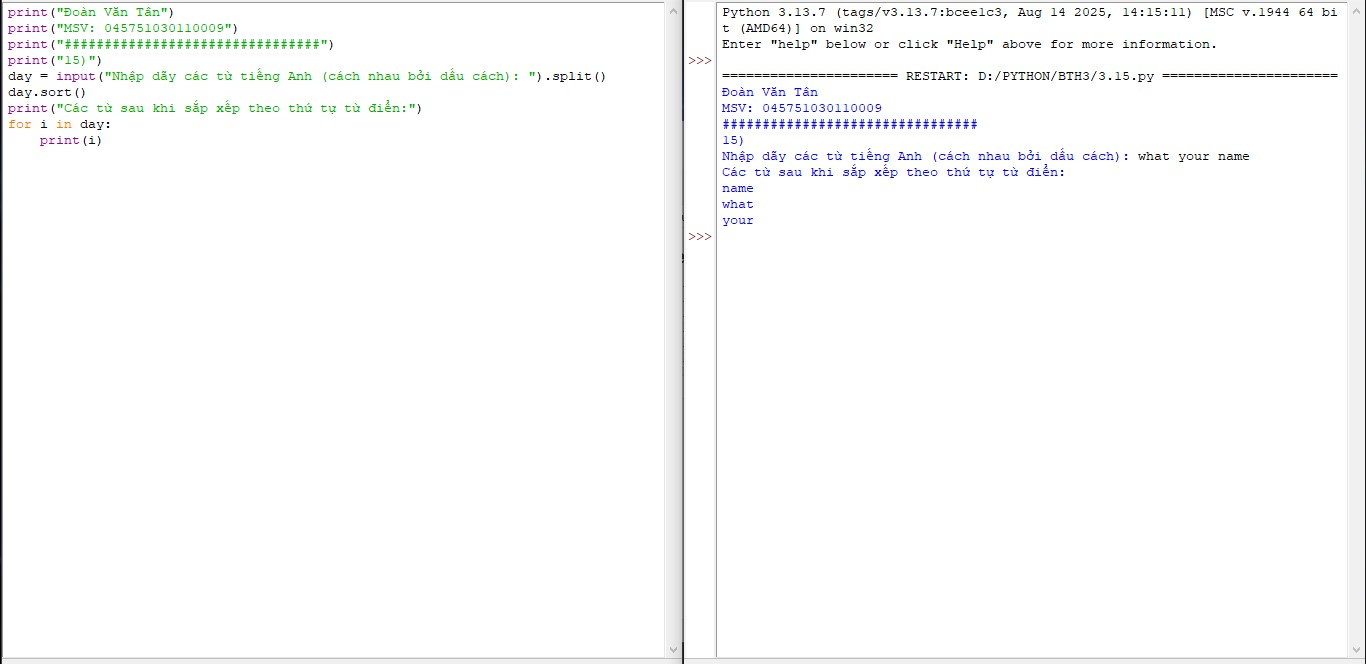 print("Đoàn Văn Tân")
print("MSV: 045751030110009")
print("################################")
print("15)")
day = input("Nhập dãy các từ tiếng Anh (cách nhau bởi dấu cách): ").split()
day.sort()
print("Các từ sau khi sắp xếp theo thứ tự từ điển:")
for i in day:
    print(i)
Python 3.13.7 (tags/v3.13.7:bcee1c3, Aug 14 2025, 14:15:11) [MSC v.1944 64 bi
t (AMD64)] on win32
Enter "help" below or click "Help" above for more information.
>>>
====================== RESTART: D:/PYTHON/BTH3/3.15.py ======================
Đoàn Văn Tân
MSV: 045751030110009
################################
15)
Nhập dãy các từ tiếng Anh (cách nhau bởi dấu cách): what your name
Các từ sau khi sắp xếp theo thứ tự từ điển:
name
what
your
>>>